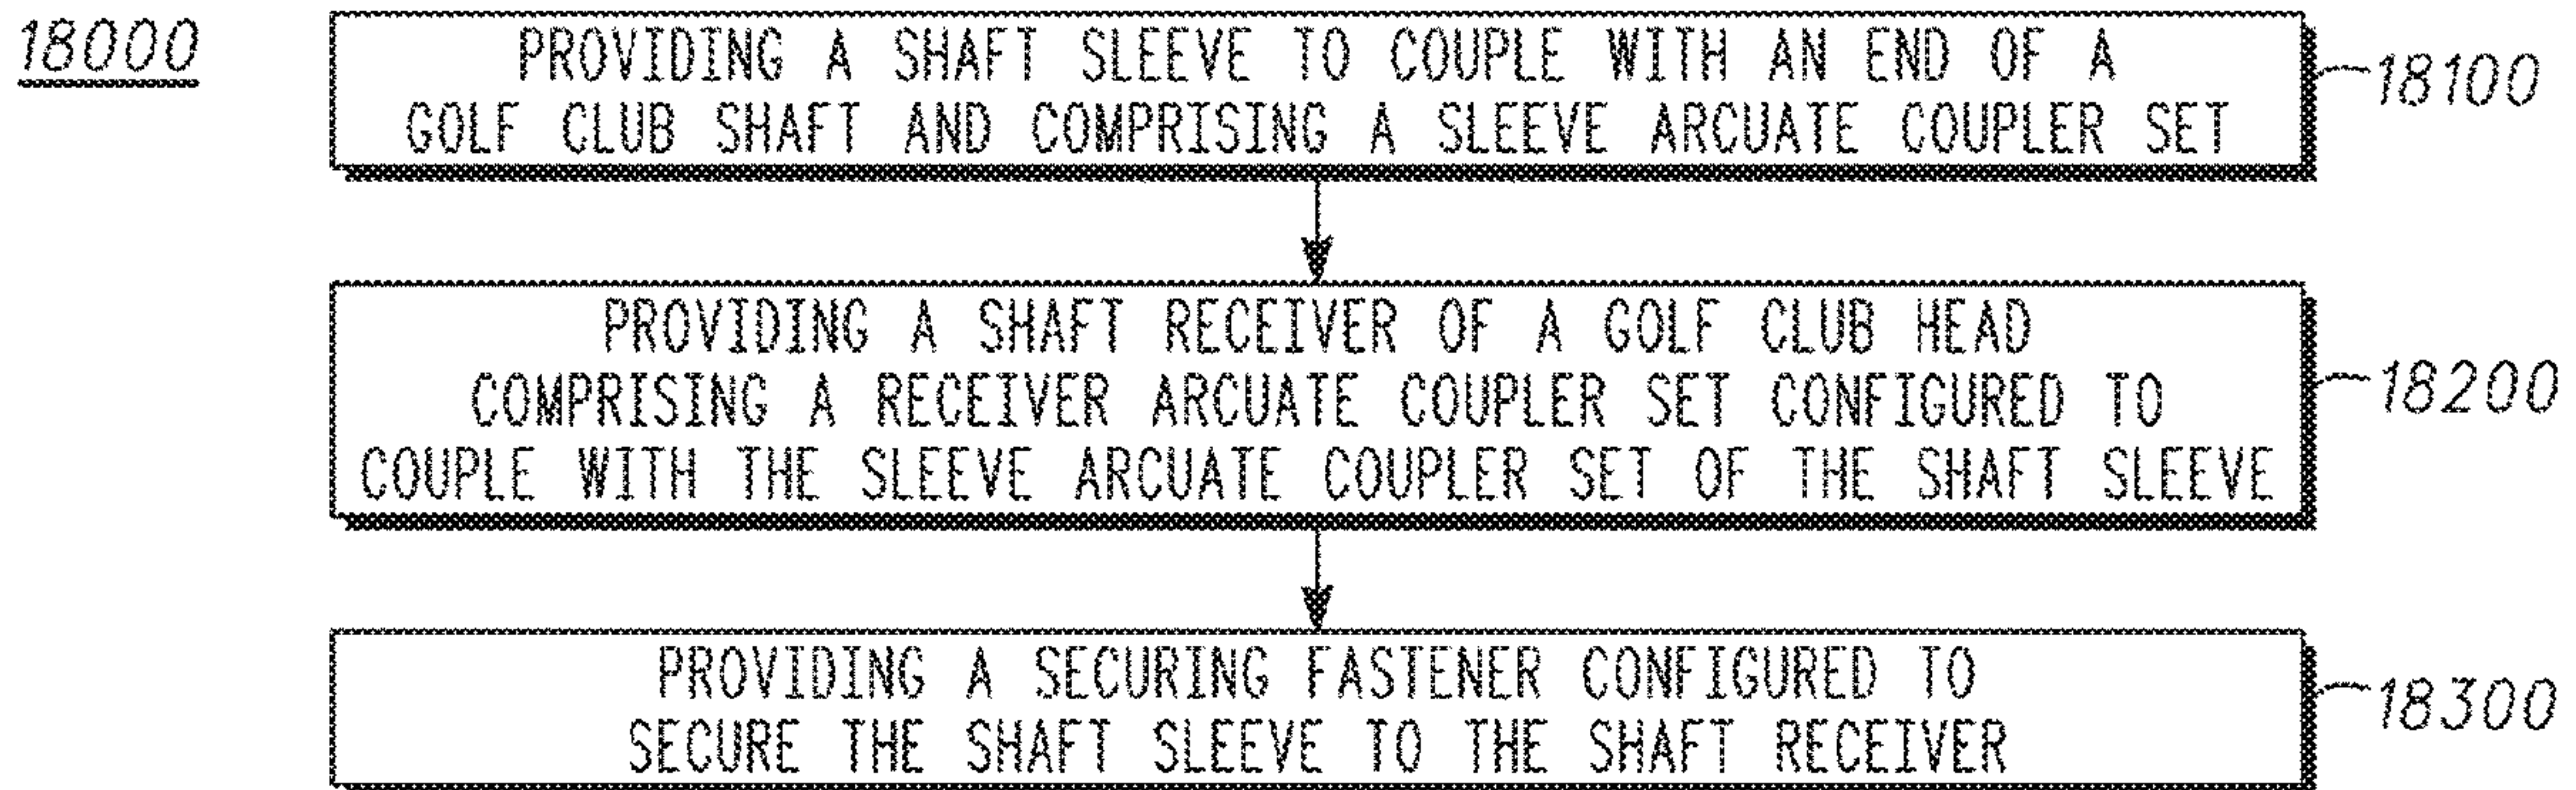 18000
PROVIDING A SHAFT SLEEVE TO COUPLE WITH AN END OF A
GOLF CLUB SHAFT AND COMPRISING A SLEEVE ARCUATE COUPLER SET
18100
PROVIDING A SHAFT RECEIVER OF A GOLF CLUB HEAD
COMPRISING A RECEIVER ARCUATE COUPLER SET CONFIGURED TO
COUPLE WITH THE SLEEVE ARCUATE COUPLER SET OF THE SHAFT SLEEVE
18200
PROVIDING A SECURING FASTENER CONFIGURED TO
SECURE THE SHAFT SLEEVE TO THE SHAFT RECEIVER
18300